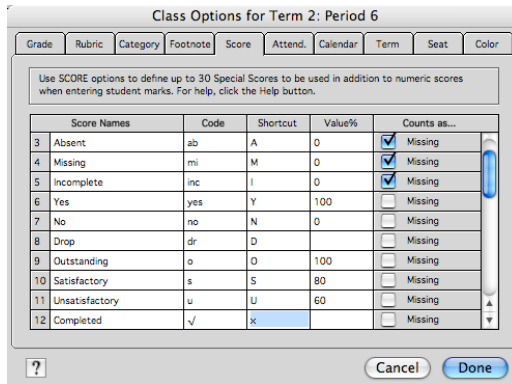 Class Options for Term 2: Period 6
Grade Rubric Category Footnote Score Attend. Calendar Term Seat Color
Use SCORE options to define up to 30 Special Scores to be used in addition to numeric scores
when entering student marks. For help, click the Help button.
Score Names Code Shortcut Value% Counts as...
3 Absent ab A 0 Missing
4 Missing mi M 0 Missing
5 Incomplete inc I 0 Missing
6 Yes yes Y 100 Missing
7 No no N 0 Missing
8 Drop dr D Missing
9 Outstanding o O 100 Missing
10 Satisfactory s S 80 Missing
11 Unsatisfactory u U 60 Missing
12 Completed √ x Missing
? Cancel Done